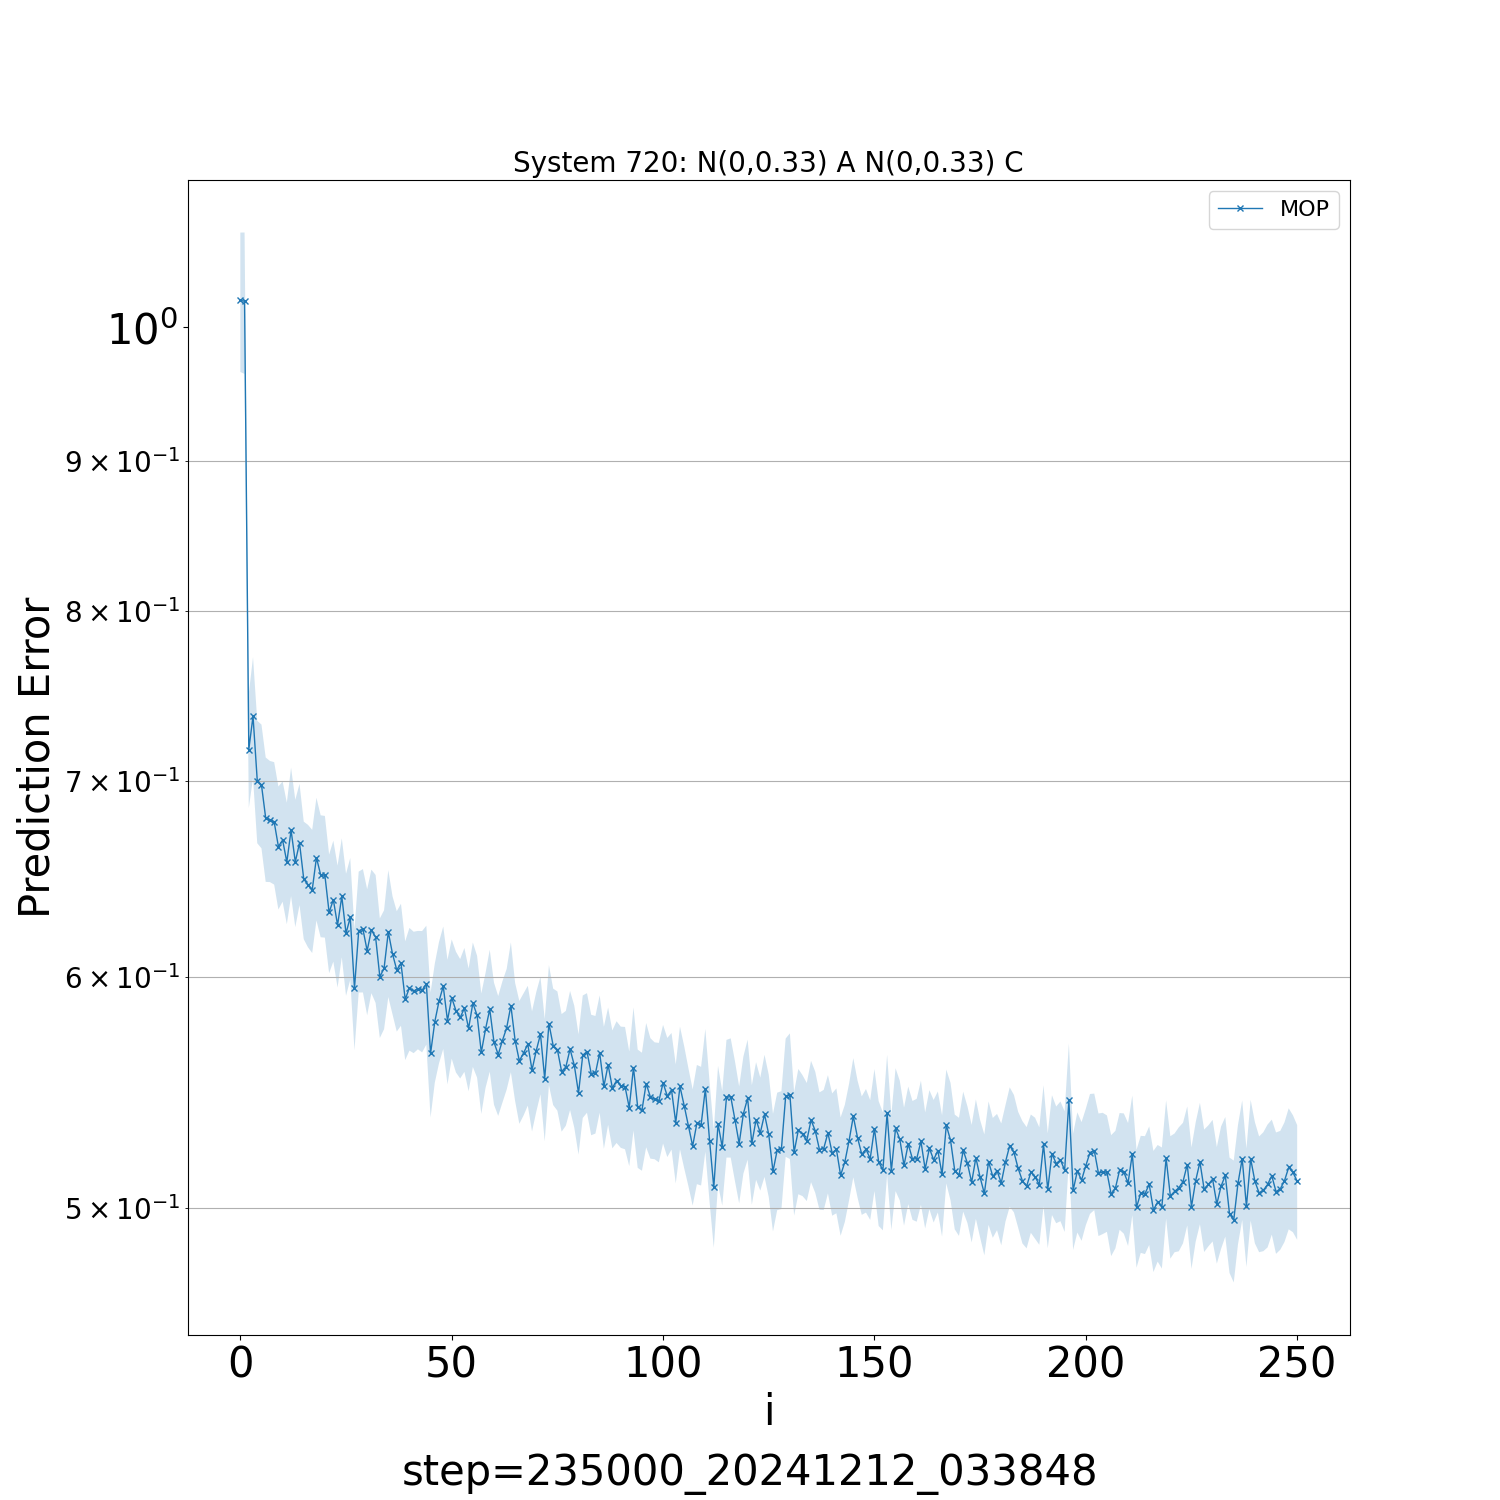 System 720: N(0,0.33) A N(0,0.33) C
MOP
10⁰
9 × 10⁻¹
8 × 10⁻¹
7 × 10⁻¹
6 × 10⁻¹
5 × 10⁻¹
Prediction Error
0 50 100 150 200 250
i
step=235000_20241212_033848